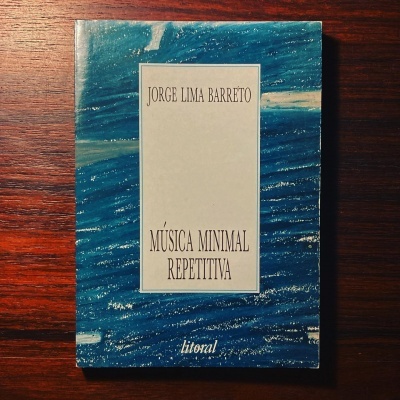 JORGE LIMA BARRETO
MÚSICA MINIMAL
REPETITIVA
litoral